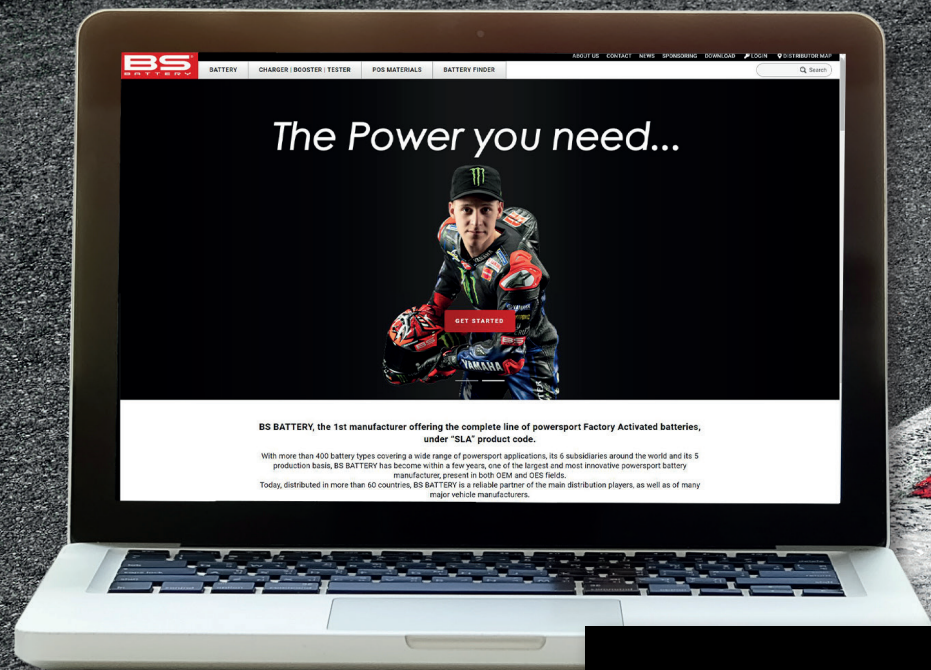 BS
BATTERY
ABOUT US CONTACT NEWS SPONSORING DOWNLOAD LOGIN DISTRIBUTOR MAP
BATTERY CHARGER | BOOSTER | TESTER POS MATERIALS BATTERY FINDER Search
The Power you need...
GET STARTED
YAMAHA
BS BATTERY, the 1st manufacturer offering the complete line of powersport Factory Activated batteries,
under “SLA” product code.
With more than 400 battery types covering a wide range of powersport applications, its 6 subsidiaries around the world and its 5
production basis, BS BATTERY has become within a few years, one of the largest and most innovative powersport battery
manufacturer, present in both OEM and OES fields.
Today, distributed in more than 60 countries, BS BATTERY is a reliable partner of the main distribution players, as well as of many
major vehicle manufacturers.